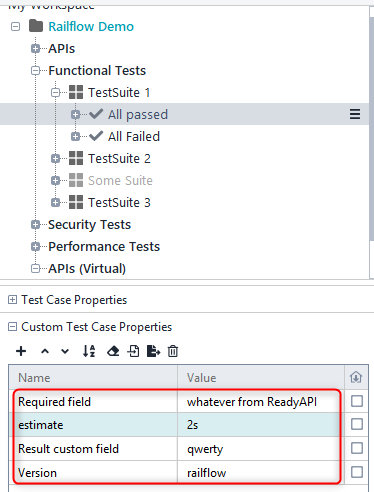 My Workspace
Railflow Demo
APIs
Functional Tests
TestSuite 1
All passed
All Failed
TestSuite 2
Some Suite
TestSuite 3
Security Tests
Performance Tests
APIs (Virtual)
Test Case Properties
Custom Test Case Properties
Name Value
Required field whatever from ReadyAPI
estimate 2s
Result custom field qwerty
Version railflow